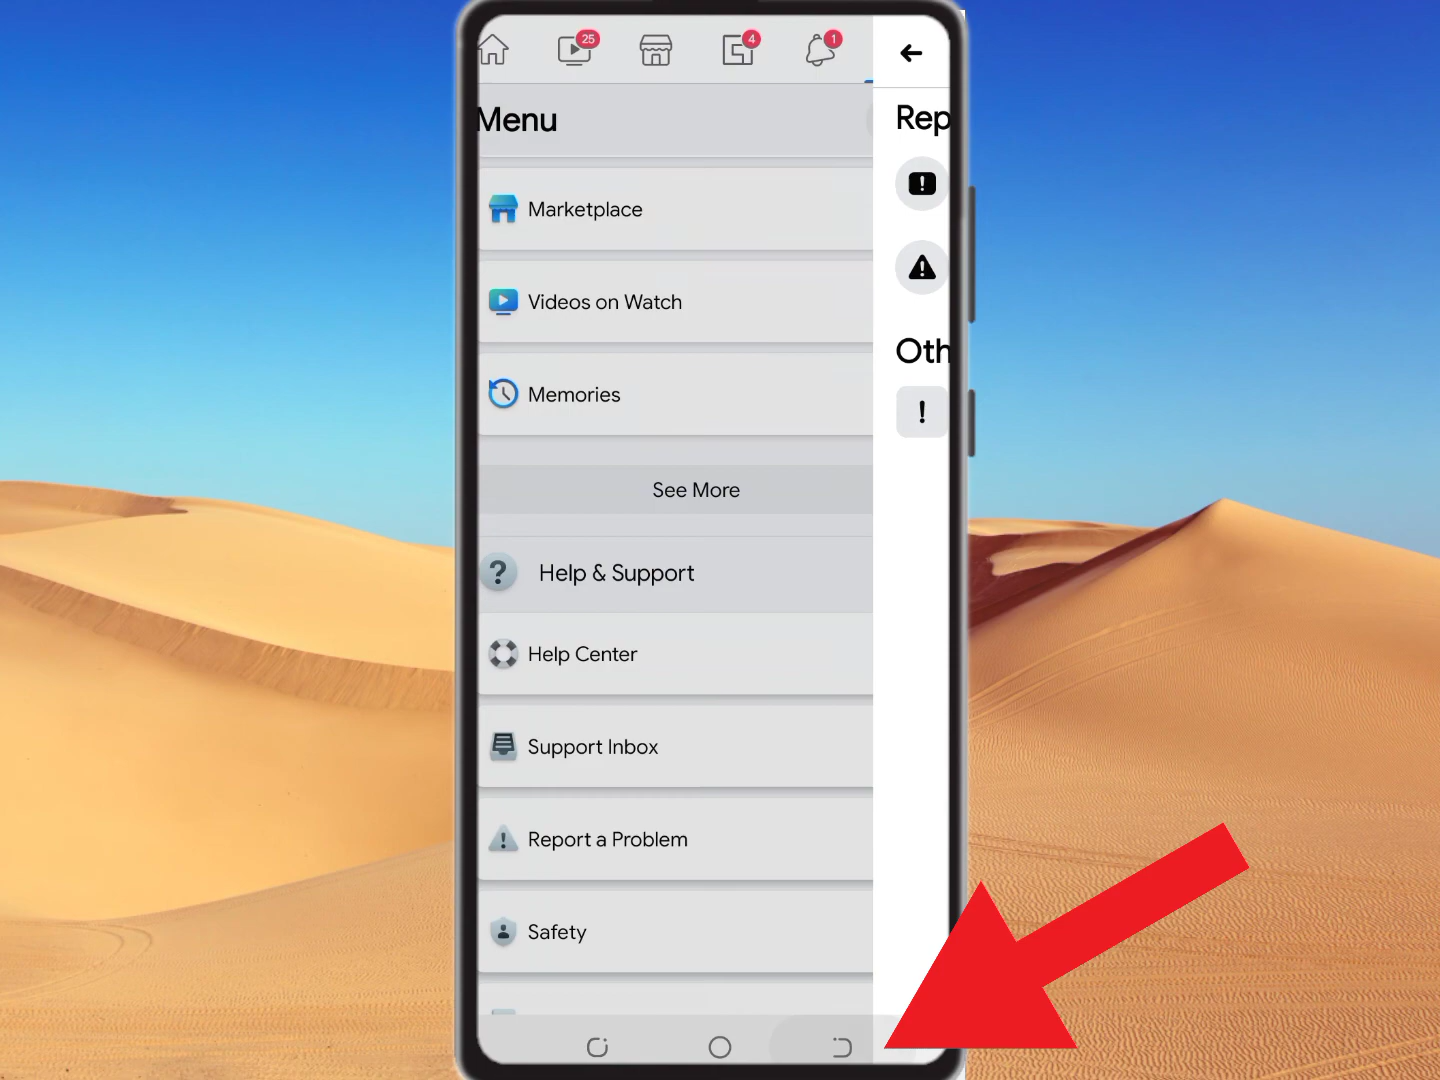 25
4
1
Menu
Rep
Marketplace
Videos on Watch
Oth
Memories
!
See More
?
Help & Support
Help Center
Support Inbox
Report a Problem
Safety